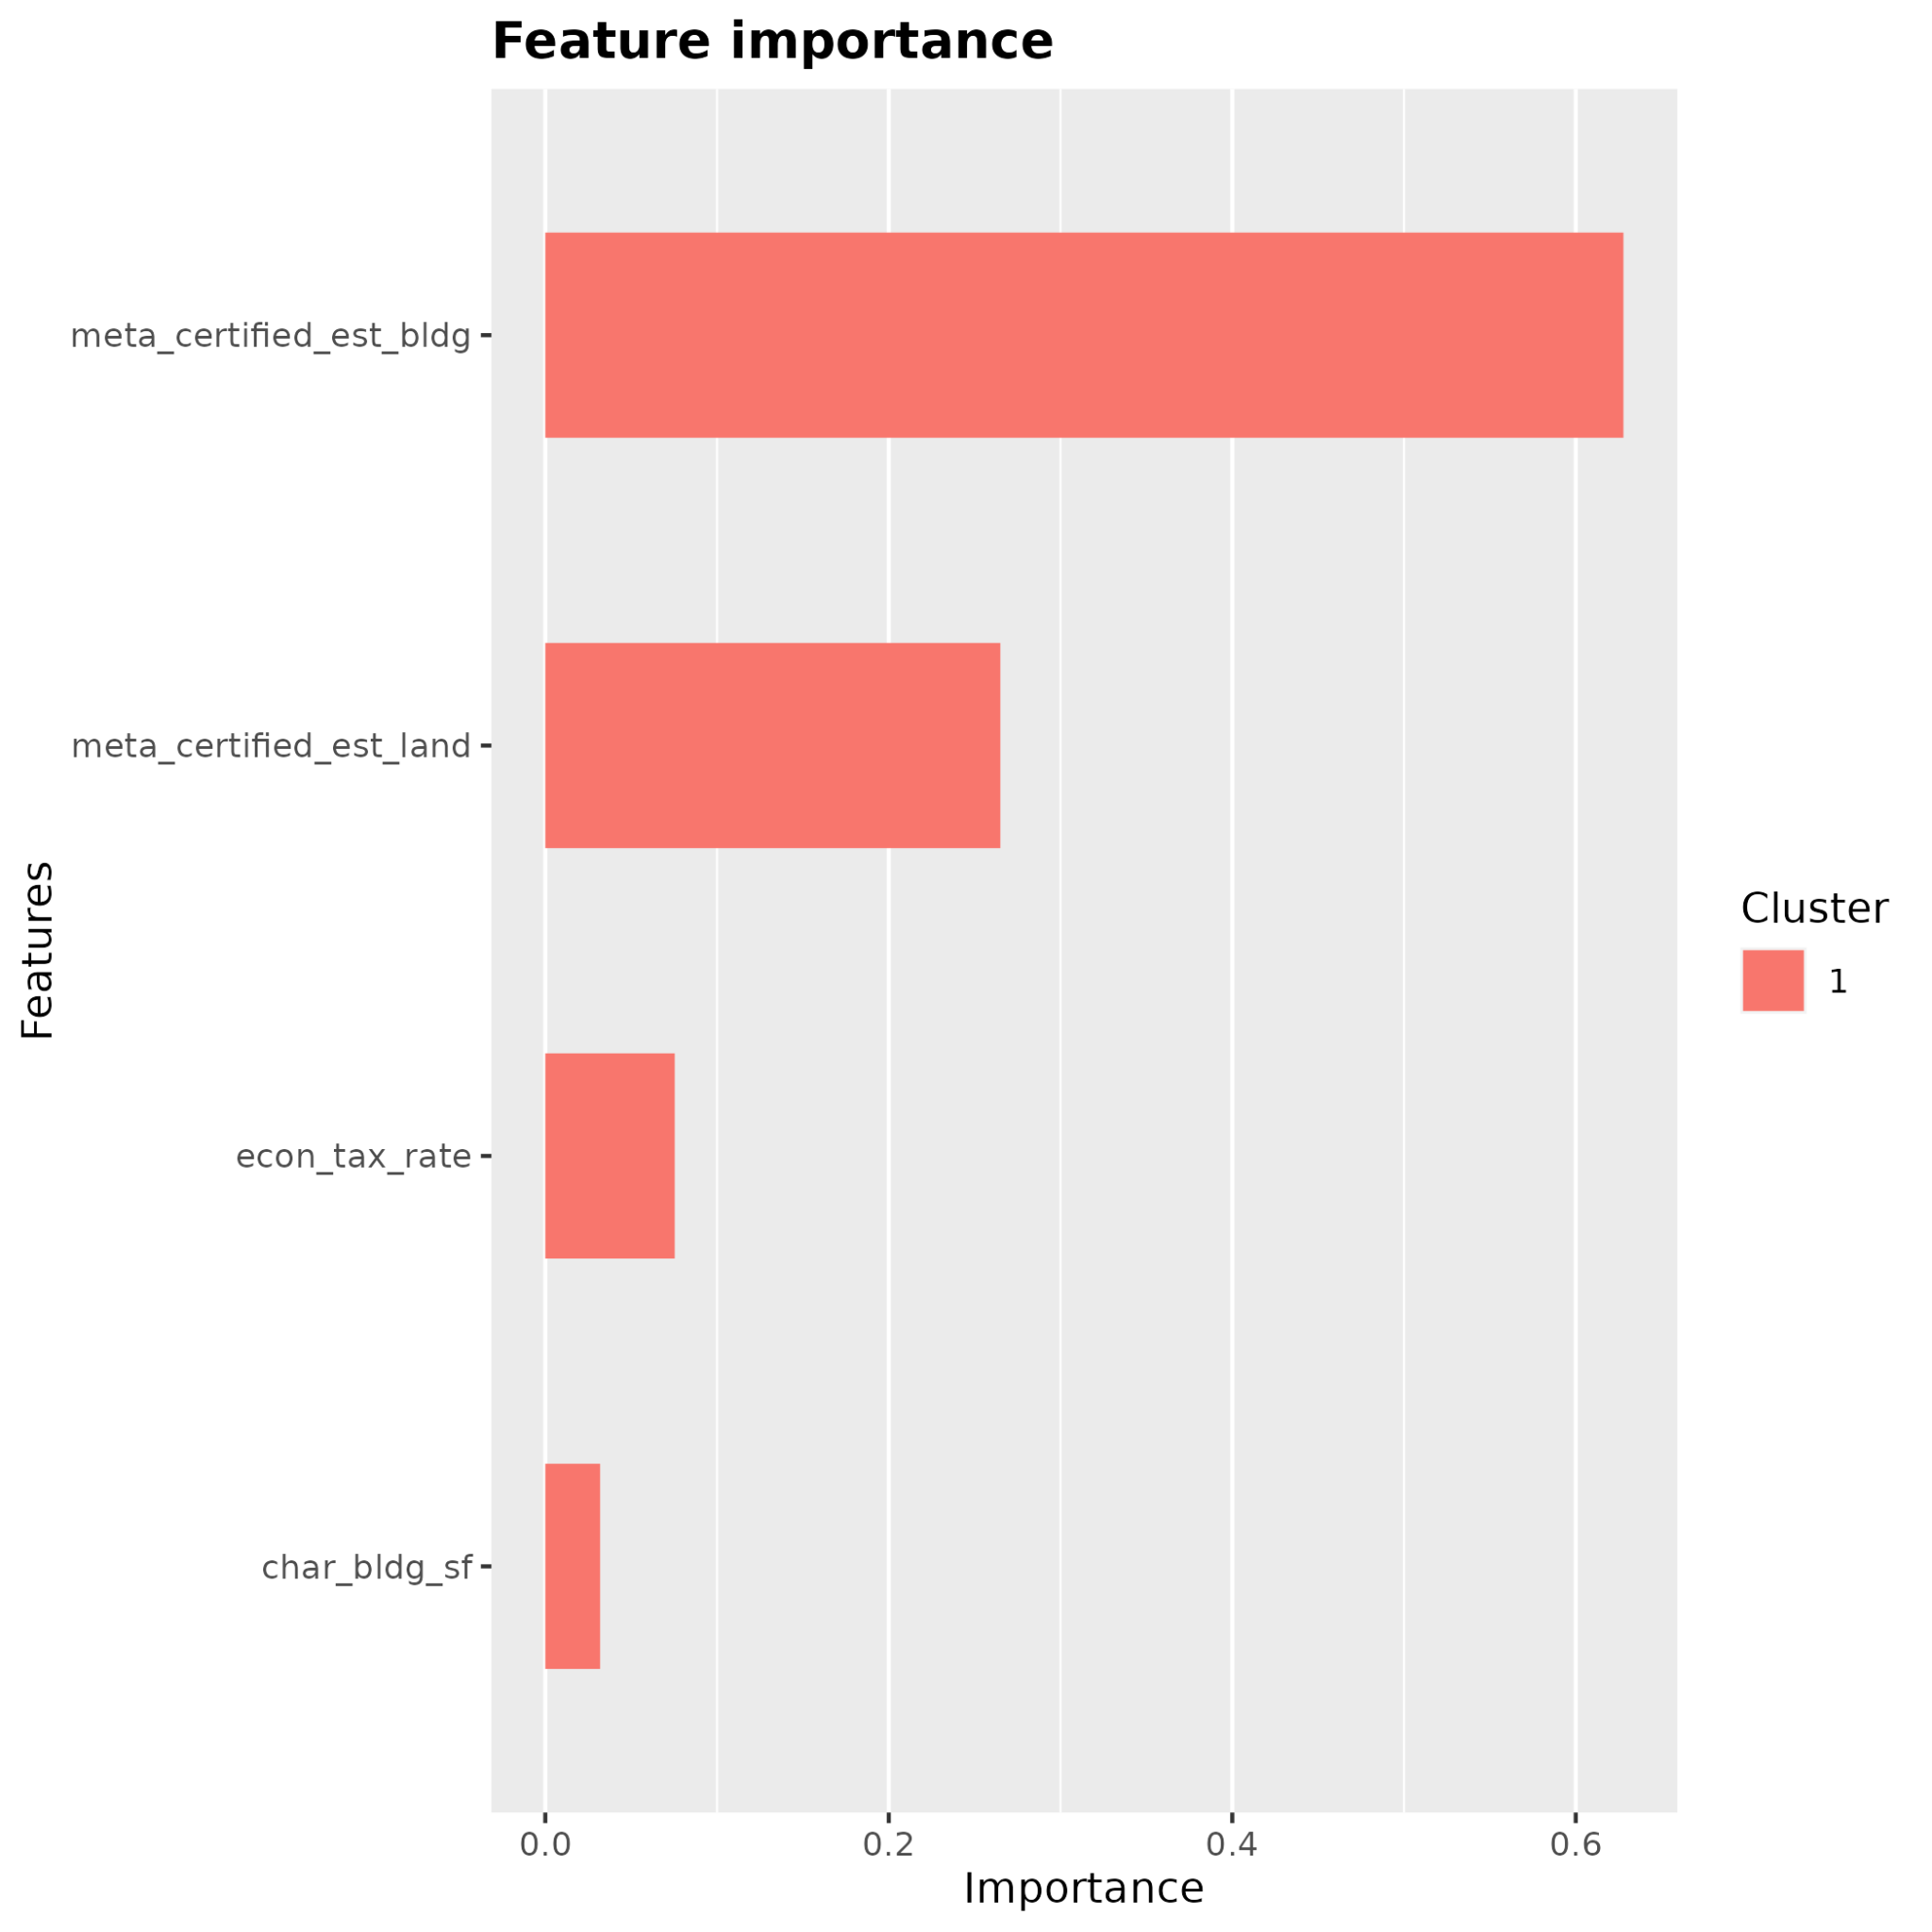 Feature importance
meta_certified_est_bldg
meta_certified_est_land
econ_tax_rate
char_bldg_sf
Features
0.0 0.2 0.4 0.6
Importance
Cluster
1